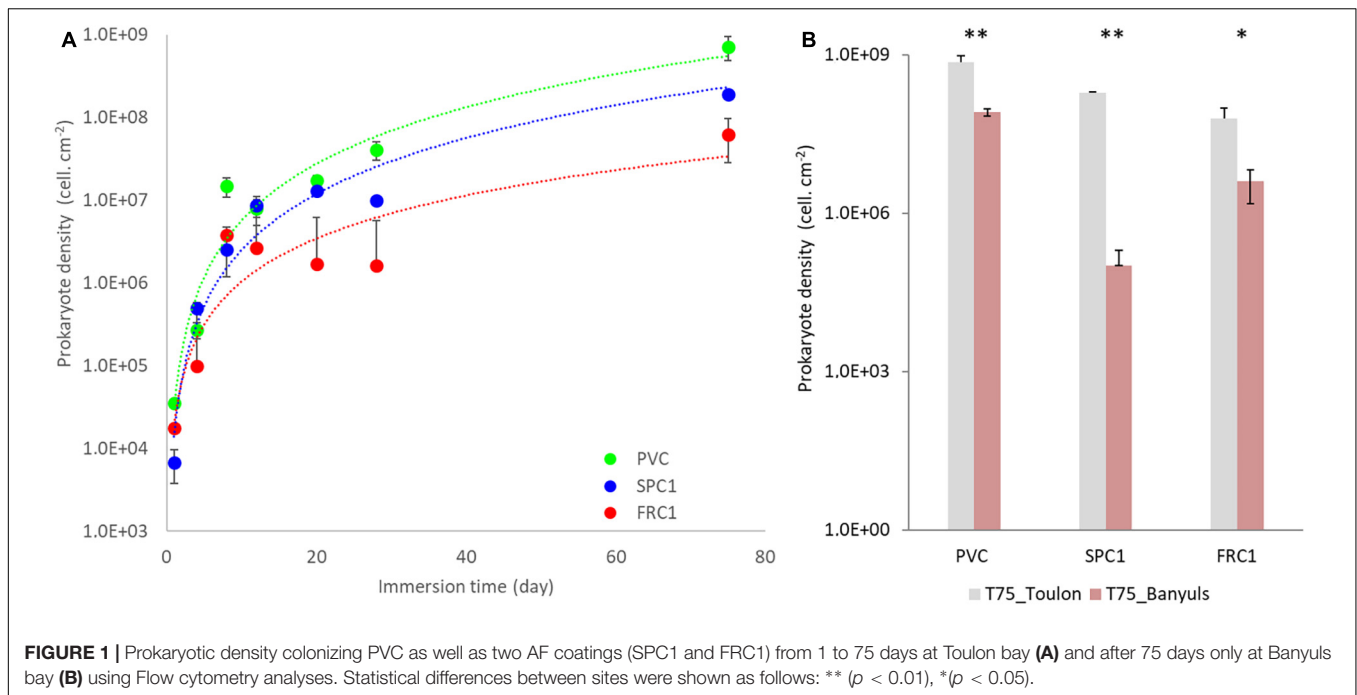 A
1.0E+09
1.0E+08
1.0E+07
1.0E+06
1.0E+05
1.0E+04
1.0E+03
Prokaryote density (cell. cm-2)
0 20 40 60 80
Immersion time (day)
PVC
SPC1
FRC1
B
** ** *
1.0E+09
1.0E+06
1.0E+03
1.0E+00
Prokaryote density (cell. cm-2)
PVC SPC1 FRC1
T75_Toulon T75_Banyuls
FIGURE 1 | Prokaryotic density colonizing PVC as well as two AF coatings (SPC1 and FRC1) from 1 to 75 days at Toulon bay (A) and after 75 days only at Banyuls
bay (B) using Flow cytometry analyses. Statistical differences between sites were shown as follows: ** (p < 0.01), *(p < 0.05).